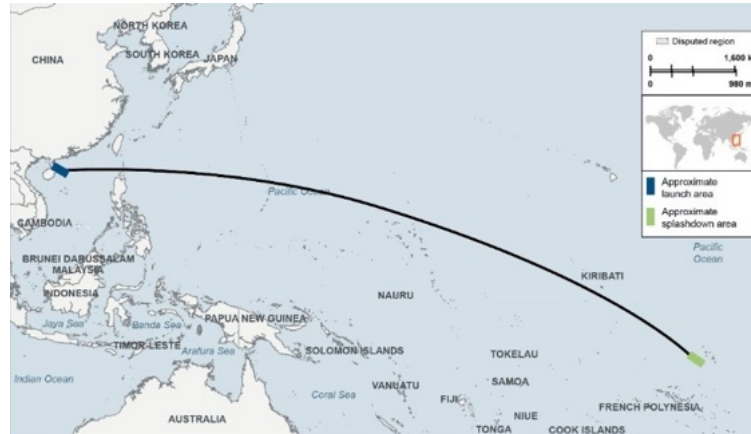 NORTH KOREA
CHINA
SOUTH KOREA
JAPAN
Pacific Ocean
CAMBODIA
BRUNEI DARUSSALAM
MALAYSIA
INDONESIA
Jaya Sea
Banda Sea
PAPUA NEW GUINEA
TIMOR-LESTE
Arafura Sea
SOLOMON ISLANDS
Indian Ocean
Coral Sea
AUSTRALIA
NAURU
KIRIBATI
TOKELAU
SAMOA
VANUATU
FIJI
NIUE
TONGA
COOK ISLANDS
FRENCH POLYNESIA
Disputed region
0 1,600 k
0 980 m
Approximate
launch area
Approximate
splashdown area
Pacific
Ocean